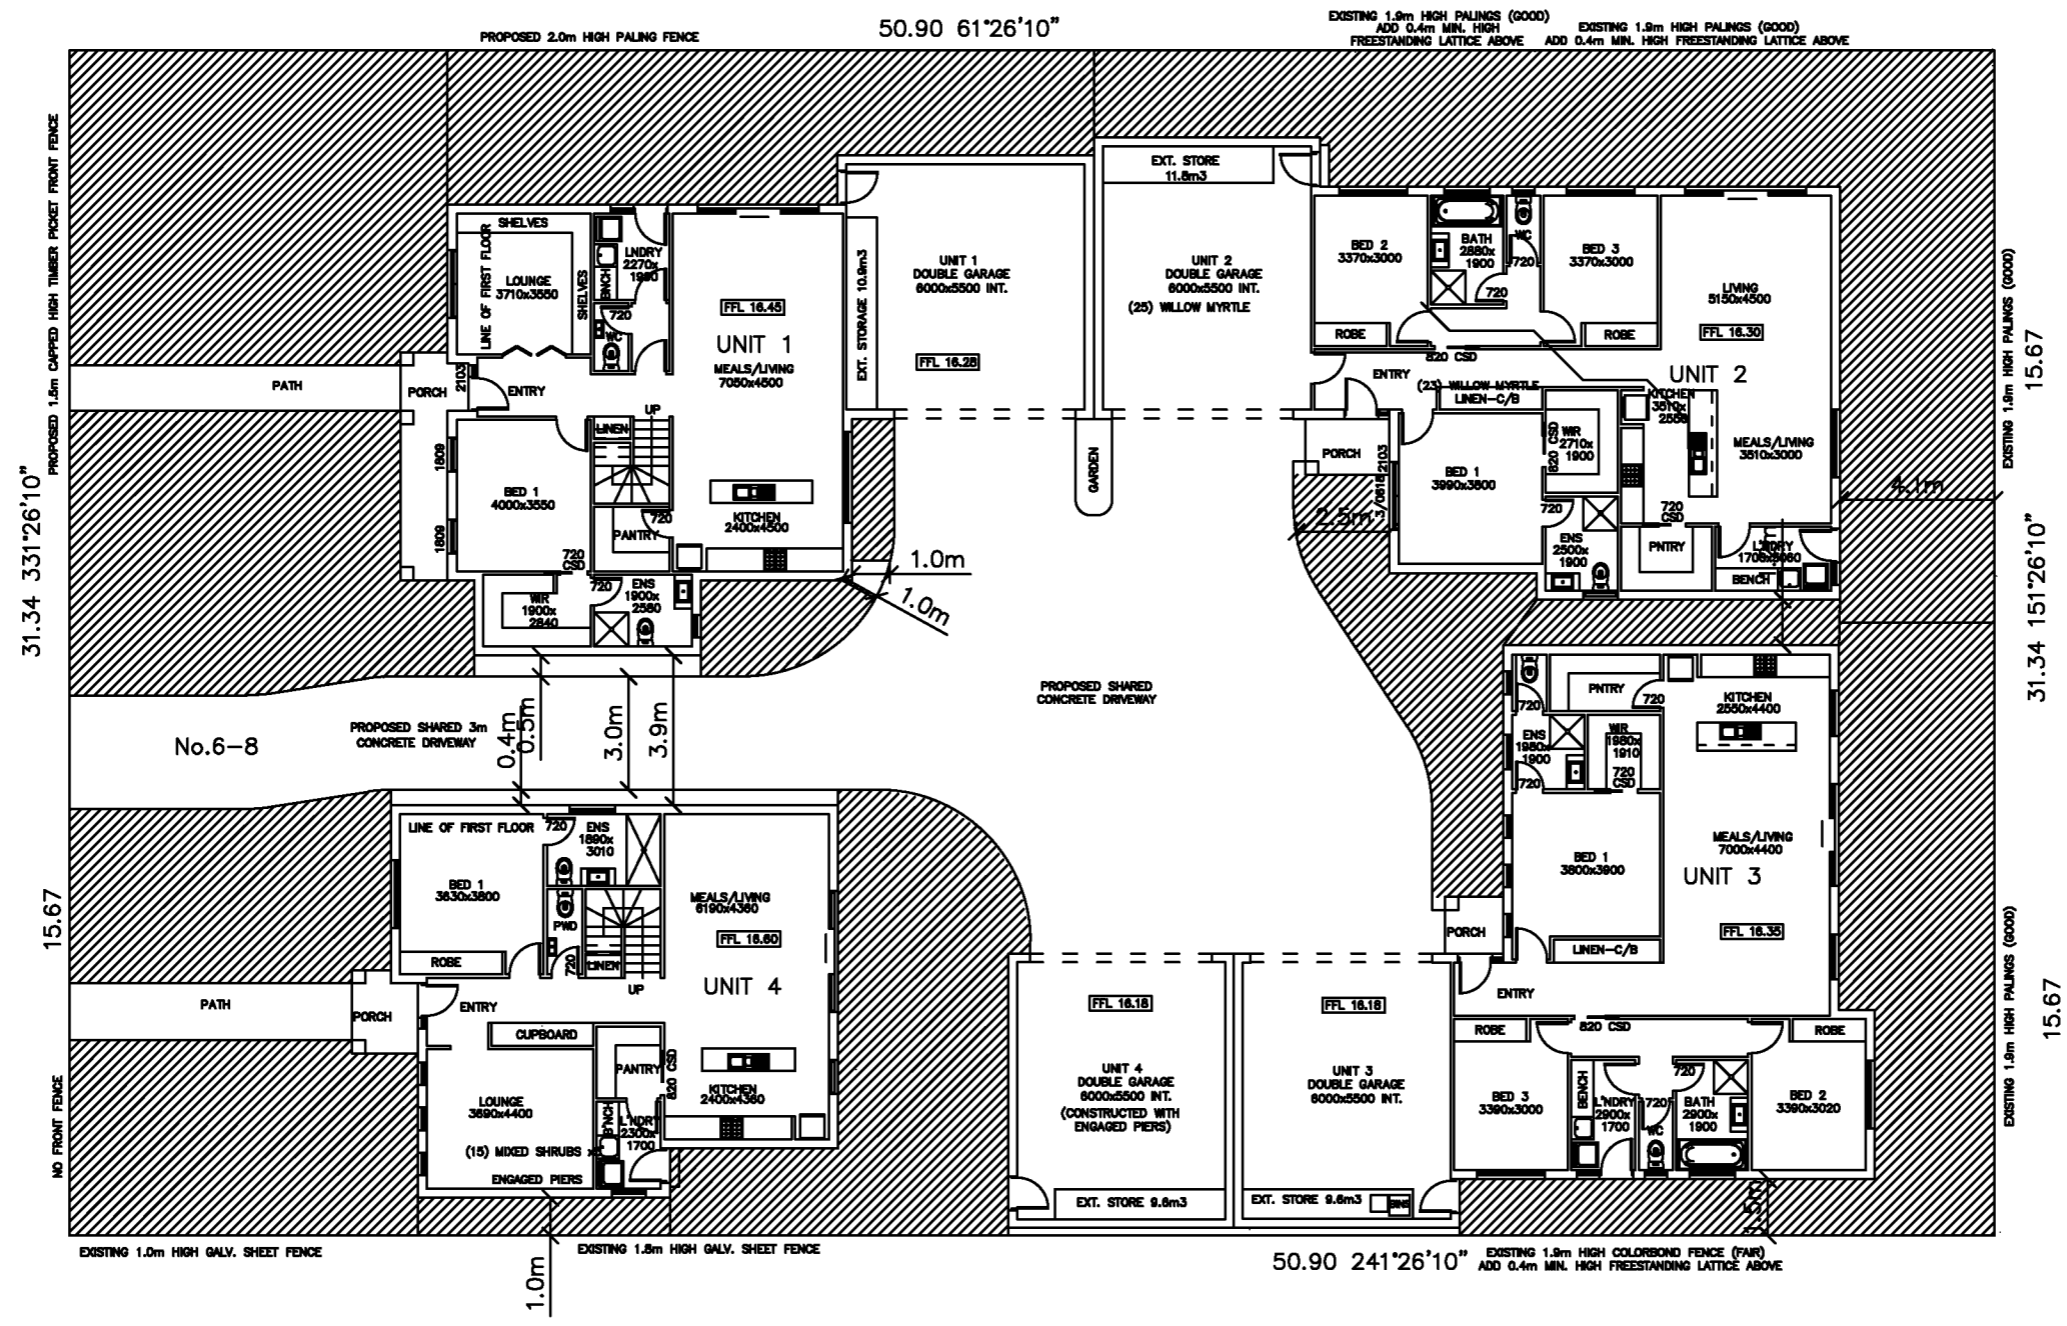 PROPOSED 2.0m HIGH PALING FENCE
50.90 61°26'10"
EXISTING 1.9m HIGH PALINGS (GOOD)
ADD 0.4m MIN. HIGH
FREESTANDING LATTICE ABOVE
EXISTING 1.9m HIGH PALINGS (GOOD)
ADD 0.4m MIN. HIGH FREESTANDING LATTICE ABOVE
PROPOSED 1.5m CAPPED HIGH TIMBER PICKET FRONT FENCE
31.34 331°26'10"
15.67
NO FRONT FENCE
SHELVES
LINE OF FIRST FLOOR
LOUNGE
3710x3550
SHELVES
LNDRY
2270x
BNCH
720
WC
FFL 16.45
UNIT 1
MEALS/LIVING
7050x4500
EXT. STORAGE 10.9m3
UNIT 1
DOUBLE GARAGE
6000x5500 INT.
FFL 16.28
PATH
PORCH
2103
ENTRY
UP
LINEN
1809
1809
BED 1
4000x3550
PANTRY
720
KITCHEN
2400x4500
720
CSD
720
WIR
1900x
2840
ENS
1900x
2580
1.0m
1.0m
EXT. STORE
11.8m3
UNIT 2
DOUBLE GARAGE
6000x5500 INT.
(25) WILLOW MYRTLE
GARDEN
BED 2
3370x3000
ROBE
BATH
2880x
1900
WC
720
720
BED 3
3370x3000
ROBE
LIVING
5150x4500
FFL 16.30
UNIT 2
820 CSD
ENTRY
(23) WILLOW MYRTLE
LINEN-C/B
KITCHEN
3510x
2550
PORCH
2103
3/0618
BED 1
3990x3800
820 CSD
WIR
2710x
1900
MEALS/LIVING
3810x3000
720
ENS
2500x
1900
720
CSD
PNTRY
L'NDRY
BENCH
2.5m
4.1m
EXISTING 1.9m HIGH PALINGS (GOOD)
15.67
31.34 151°26'10"
EXISTING 1.9m HIGH PALINGS (GOOD)
15.67
PROPOSED SHARED
CONCRETE DRIVEWAY
PROPOSED SHARED 3m
CONCRETE DRIVEWAY
No.6-8
0.4m
0.5m
3.0m
3.9m
PNTRY
720
KITCHEN
2550x4400
720
ENS
1980x
1900
720
WIR
1980x
1910
720
CSD
BED 1
3800x3900
MEALS/LIVING
7000x4400
UNIT 3
FFL 16.35
LINEN-C/B
PORCH
ENTRY
820 CSD
ROBE
BED 3
3390x3000
BENCH
L'NDRY
2900x
1700
720
WC
720
BATH
2900x
1900
ROBE
BED 2
3390x3020
1.5m
LINE OF FIRST FLOOR
720
ENS
1890x
3010
BED 1
3630x3800
ROBE
PWD
720
LINEN
UP
MEALS/LIVING
6190x4360
FFL 16.60
UNIT 4
PATH
PORCH
ENTRY
CUPBOARD
LOUNGE
3690x4400
PANTRY
820 CSD
KITCHEN
2400x4360
B'NCH
L'NDRY
2300x
1700
(15) MIXED SHRUBS
ENGAGED PIERS
1.0m
FFL 16.18
UNIT 4
DOUBLE GARAGE
6000x5500 INT.
(CONSTRUCTED WITH
ENGAGED PIERS)
EXT. STORE 9.6m3
FFL 16.18
UNIT 3
DOUBLE GARAGE
6000x5500 INT.
EXT. STORE 9.6m3
BINS
EXISTING 1.0m HIGH GALV. SHEET FENCE
EXISTING 1.8m HIGH GALV. SHEET FENCE
50.90 241°26'10"
EXISTING 1.9m HIGH COLORBOND FENCE (FAIR)
ADD 0.4m MIN. HIGH FREESTANDING LATTICE ABOVE